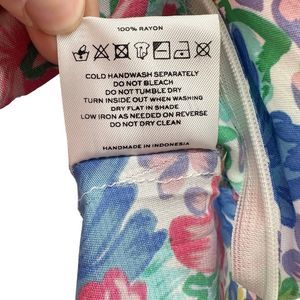 100% RAYON
COLD HANDWASH SEPARATELY
DO NOT BLEACH
DO NOT TUMBLE DRY
TURN INSIDE OUT WHEN WASHING
DRY FLAT IN SHADE
LOW IRON AS NEEDED ON REVERSE
DO NOT DRY CLEAN
HANDMADE IN INDONESIA